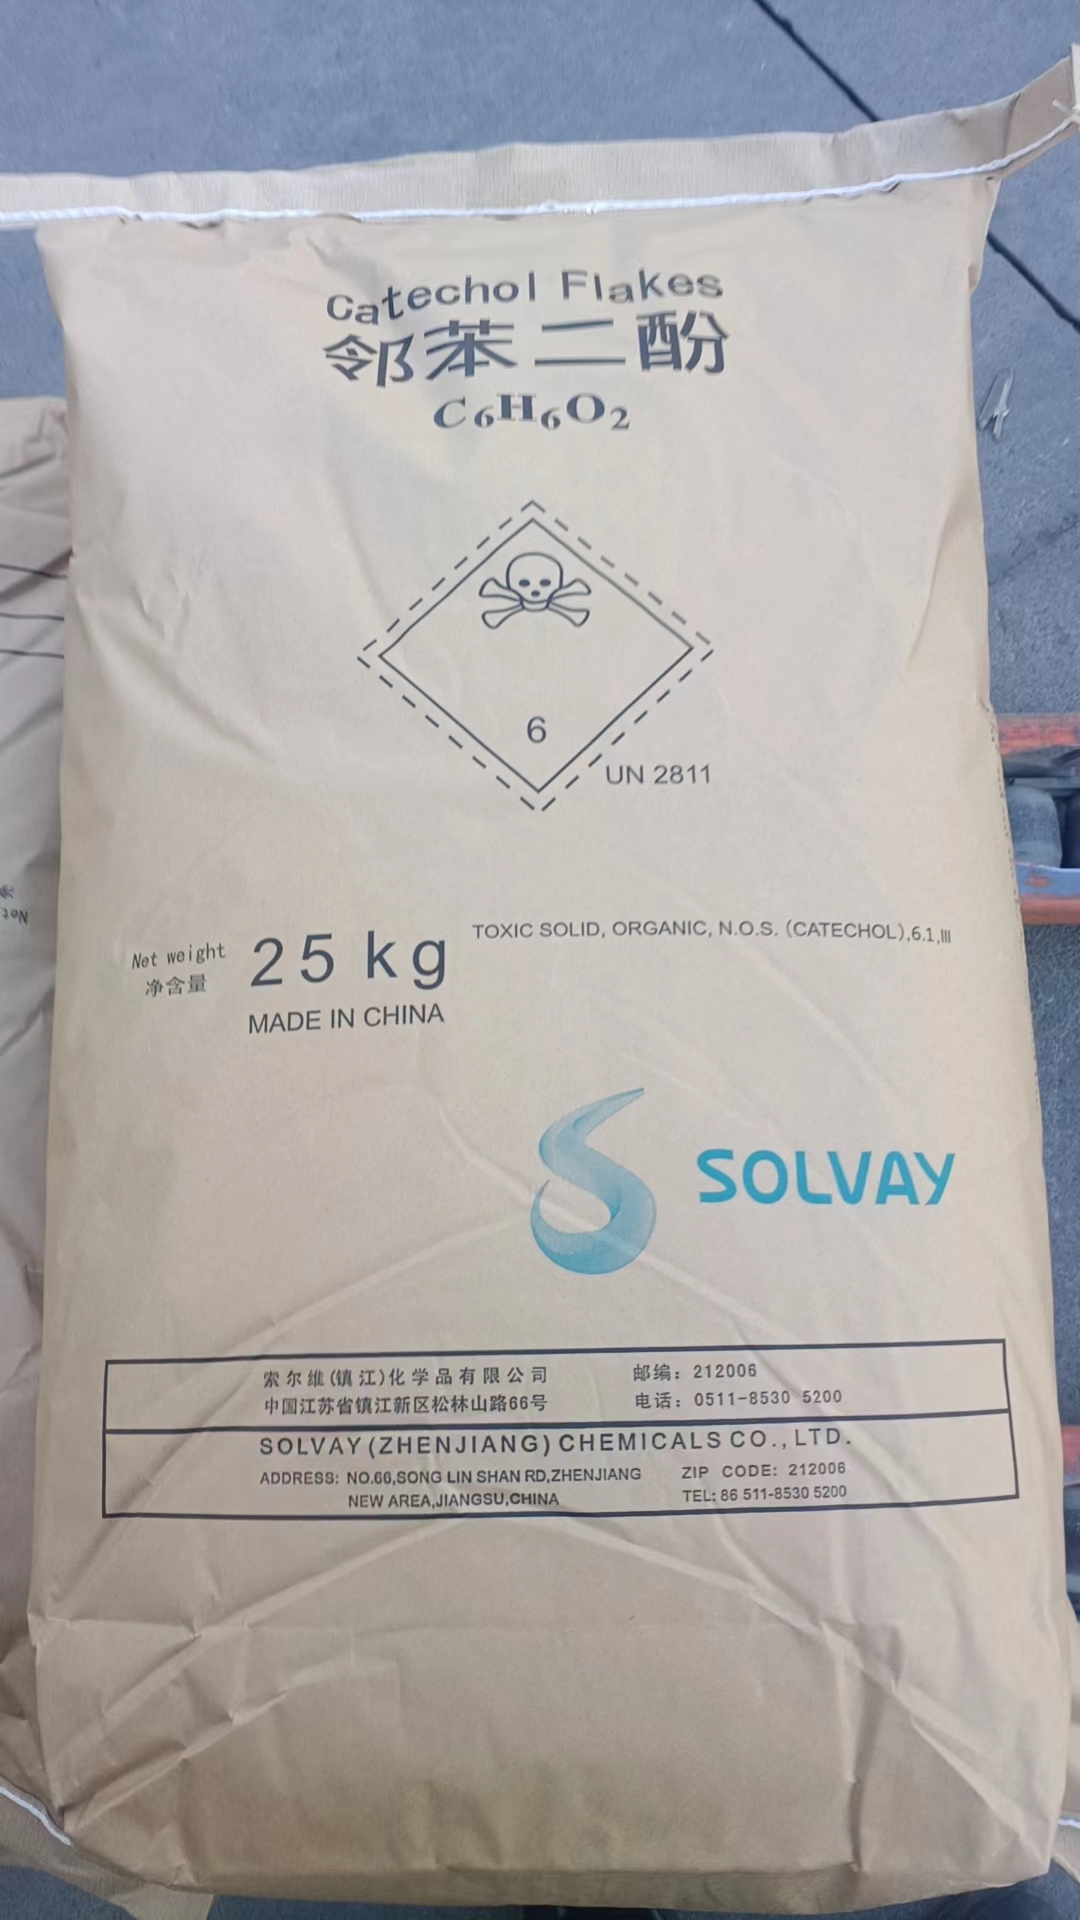 Catechol Flakes
邻苯二酚
C6H6O2
6
UN 2811
Net weight
净含量
25 kg
TOXIC SOLID, ORGANIC, N.O.S. (CATECHOL),6.1,III
MADE IN CHINA
SOLVAY
索尔维(镇江)化学品有限公司 邮编：212006
中国江苏省镇江新区松林山路66号 电话：0511-8530 5200
SOLVAY(ZHENJIANG)CHEMICALS CO.,LTD.
ADDRESS: NO.66,SONG LIN SHAN RD,ZHENJIANG ZIP CODE: 212006
NEW AREA,JIANGSU,CHINA TEL: 86 511-8530 5200
Net